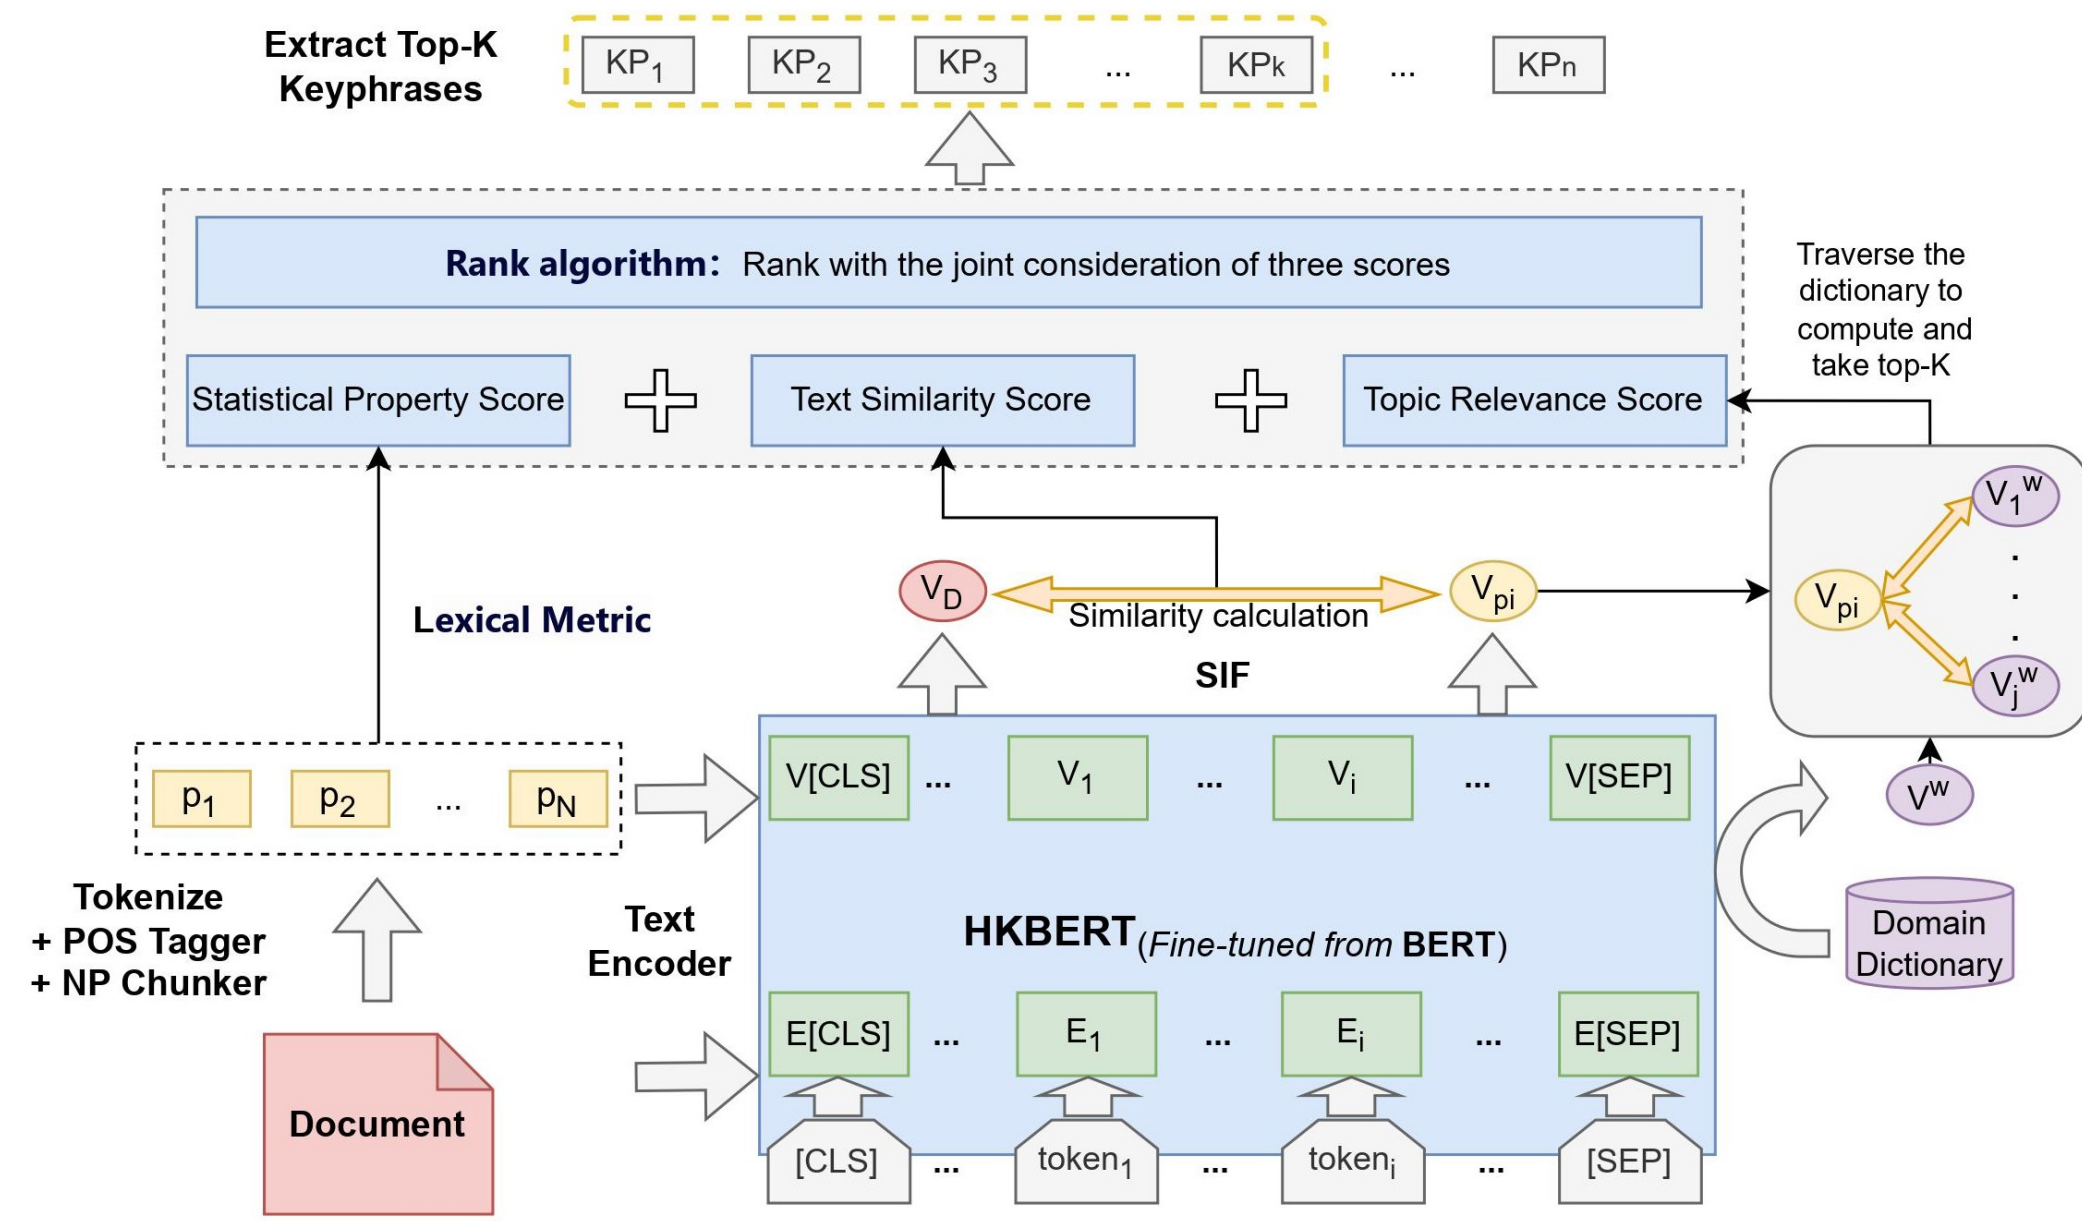 Extract Top-K
Keyphrases
KP1 KP2 KP3 ... KPk ... KPn
Rank algorithm: Rank with the joint consideration of three scores
Traverse the
dictionary to
compute and
take top-K
Statistical Property Score
Text Similarity Score
Topic Relevance Score
V1^w
.
.
.
Vpi
Vj^w
VD
Similarity calculation
Vpi
Lexical Metric
SIF
p1 p2 ... pN
V[CLS] ... V1 ... Vi ... V[SEP]
V^w
Tokenize
+ POS Tagger
+ NP Chunker
Text
Encoder
HKBERT(Fine-tuned from BERT)
Domain
Dictionary
E[CLS] ... E1 ... Ei ... E[SEP]
Document
[CLS] ... token1 ... tokeni ... [SEP]